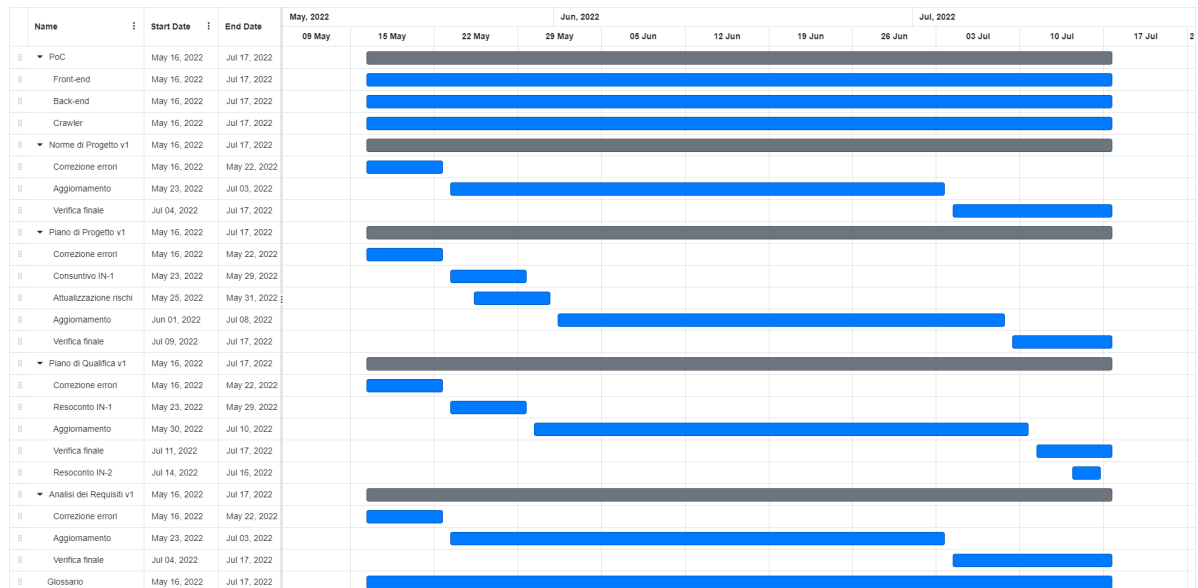 May, 2022 Jun, 2022 Jul, 2022
Name Start Date End Date
09 May 15 May 22 May 29 May 05 Jun 12 Jun 19 Jun 26 Jun 03 Jul 10 Jul 17 Jul 2
PoC May 16, 2022 Jul 17, 2022
Front-end May 16, 2022 Jul 17, 2022
Back-end May 16, 2022 Jul 17, 2022
Crawler May 16, 2022 Jul 17, 2022
Norme di Progetto v1 May 16, 2022 Jul 17, 2022
Correzione errori May 16, 2022 May 22, 2022
Aggiornamento May 23, 2022 Jul 03, 2022
Verifica finale Jul 04, 2022 Jul 17, 2022
Piano di Progetto v1 May 16, 2022 Jul 17, 2022
Correzione errori May 16, 2022 May 22, 2022
Consuntivo IN-1 May 23, 2022 May 29, 2022
Attualizzazione rischi May 25, 2022 May 31, 2022
Aggiornamento Jun 01, 2022 Jul 08, 2022
Verifica finale Jul 09, 2022 Jul 17, 2022
Piano di Qualifica v1 May 16, 2022 Jul 17, 2022
Correzione errori May 16, 2022 May 22, 2022
Resoconto IN-1 May 23, 2022 May 29, 2022
Aggiornamento May 30, 2022 Jul 10, 2022
Verifica finale Jul 11, 2022 Jul 17, 2022
Resoconto IN-2 Jul 14, 2022 Jul 16, 2022
Analisi dei Requisiti v1 May 16, 2022 Jul 17, 2022
Correzione errori May 16, 2022 May 22, 2022
Aggiornamento May 23, 2022 Jul 03, 2022
Verifica finale Jul 04, 2022 Jul 17, 2022
Glossario May 16, 2022 Jul 17, 2022